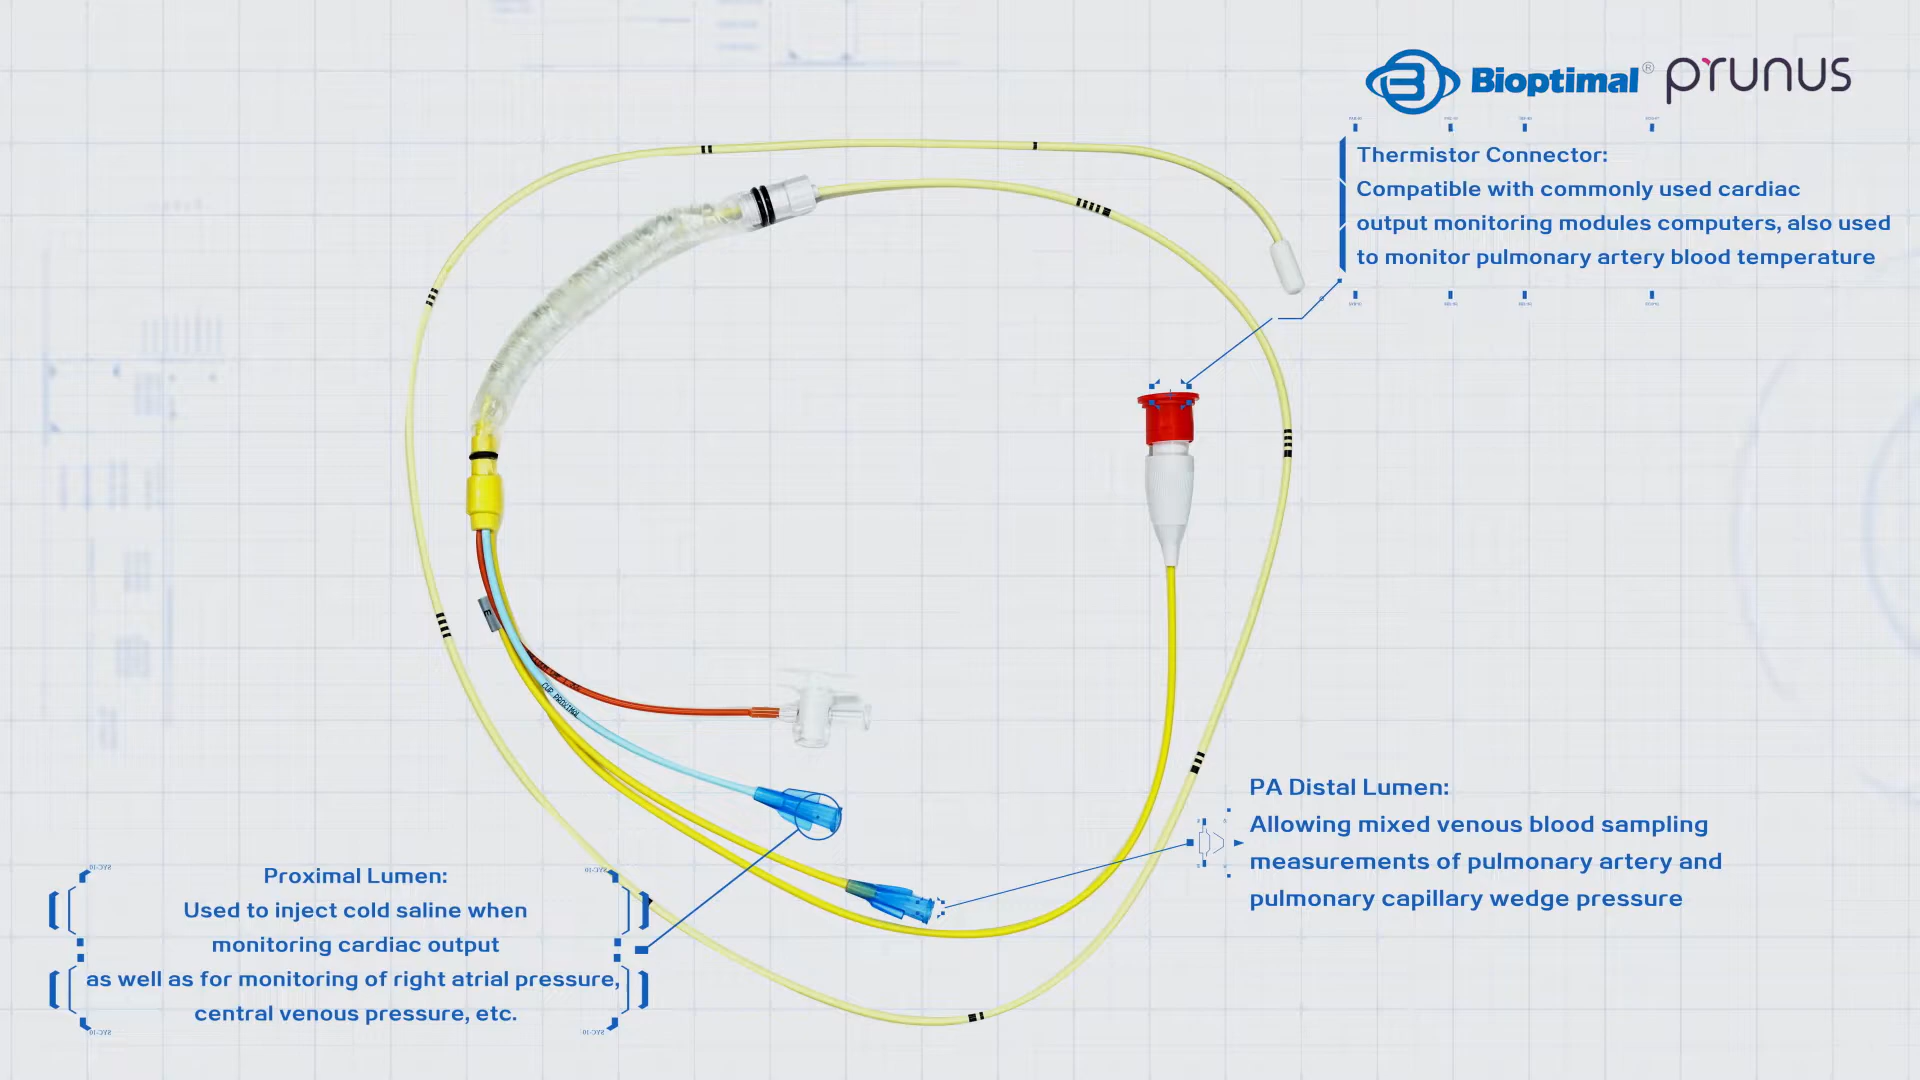 Bioptimal® prunus
Thermistor Connector:
Compatible with commonly used cardiac
output monitoring modules computers, also used
to monitor pulmonary artery blood temperature
CVP PROXIMAL
PA Distal Lumen:
Allowing mixed venous blood sampling
measurements of pulmonary artery and
pulmonary capillary wedge pressure
Proximal Lumen:
Used to inject cold saline when
monitoring cardiac output
as well as for monitoring of right atrial pressure,
central venous pressure, etc.